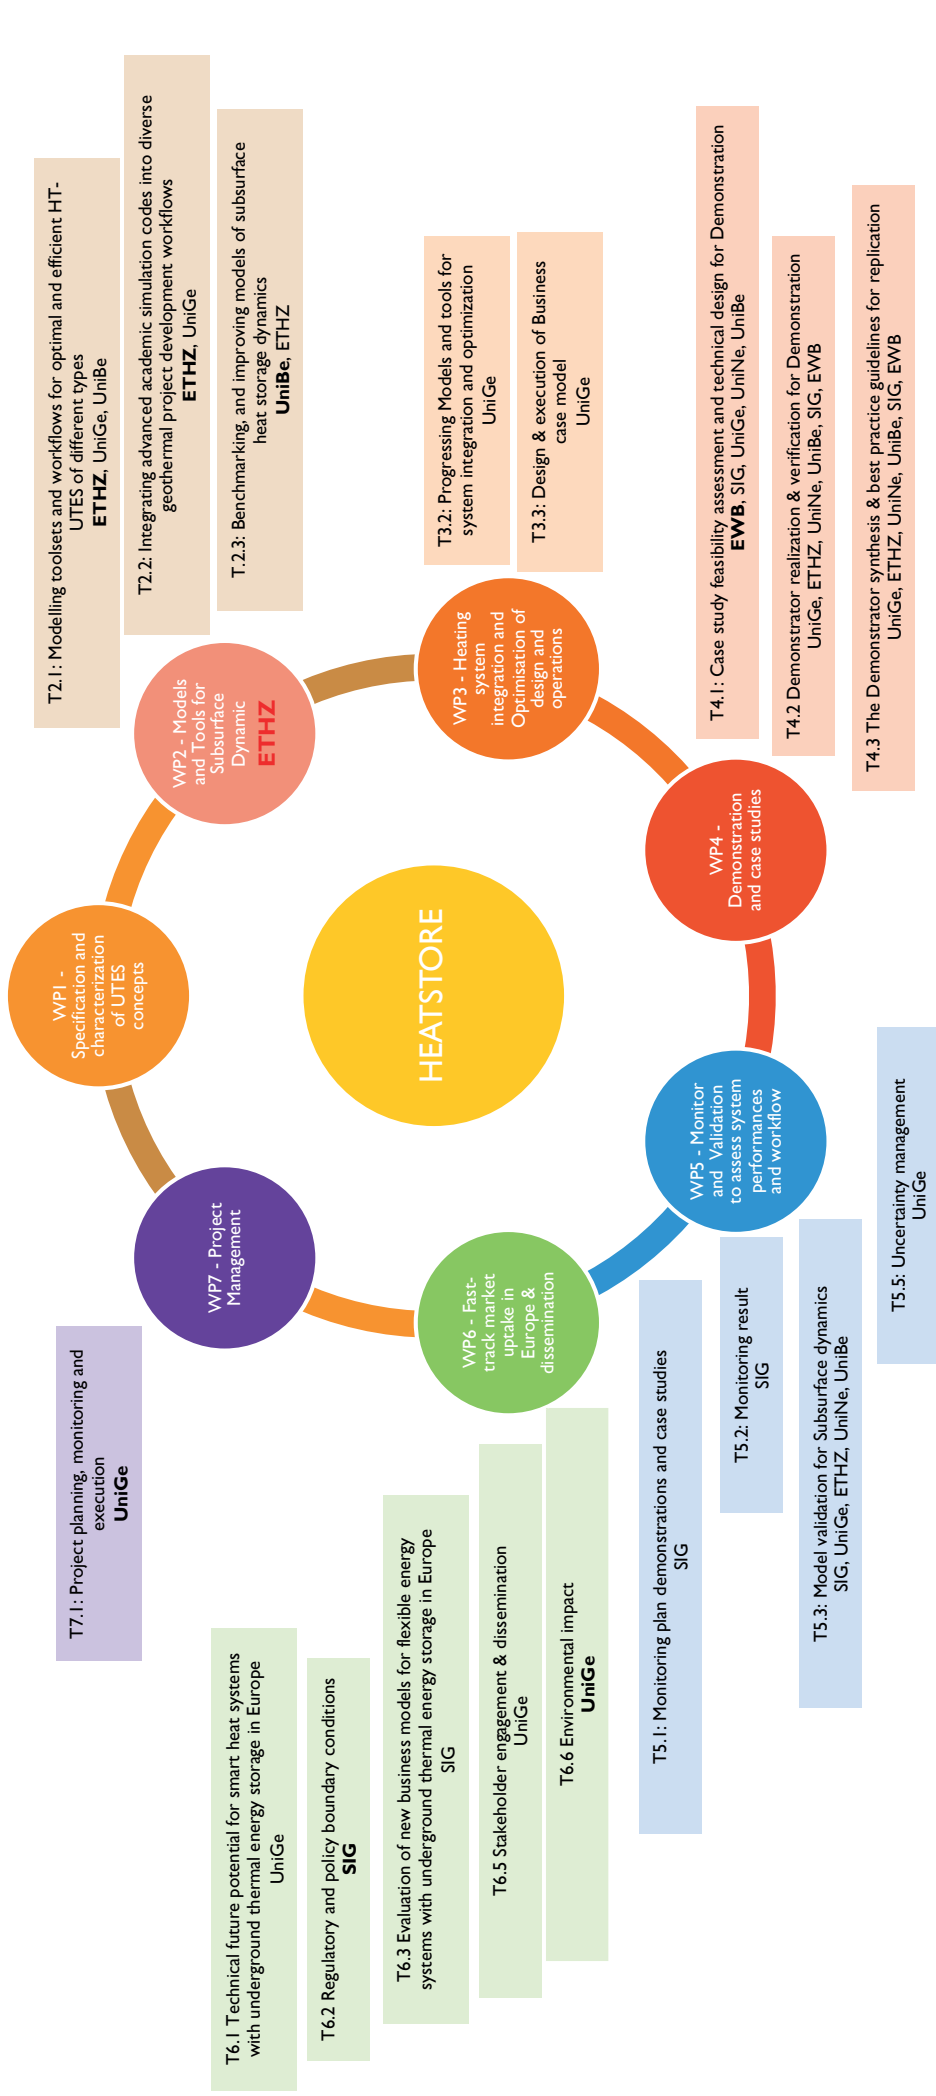 HEATSTORE
WP1 -
Specification and
characterization
of UTES
concepts
WP2 - Models
and Tools for
Subsurface
Dynamic
ETHZ
T2.1: Modelling toolsets and workflows for optimal and efficient HT-
UTES of different types
ETHZ, UniGe, UniBe
T2.2: Integrating advanced academic simulation codes into diverse
geothermal project development workflows
ETHZ, UniGe
T.2.3: Benchmarking, and improving models of subsurface
heat storage dynamics
UniBe, ETHZ
WP3 - Heating
system
integration and
Optimisation of
design and
operations
T3.2: Progressing Models and tools for
system integration and optimization
UniGe
T3.3: Design & execution of Business
case model
UniGe
WP4 -
Demonstration
and case studies
T4.1: Case study feasibility assessment and technical design for Demonstration
EWB, SIG, UniGe, UniNe, UniBe
T4.2 Demonstrator realization & verification for Demonstration
UniGe, ETHZ, UniNe, UniBe, SIG, EWB
T4.3 The Demonstrator synthesis & best practice guidelines for replication
UniGe, ETHZ, UniNe, UniBe, SIG, EWB
WP5 - Monitor
and Validation
to assess system
performances
and workflow
T5.1: Monitoring plan demonstrations and case studies
SIG
T5.2: Monitoring result
SIG
T5.3: Model validation for Subsurface dynamics
SIG, UniGe, ETHZ, UniNe, UniBe
T5.5: Uncertainty management
UniGe
WP6 - Fast-
track market
uptake in
Europe &
dissemination
T6.1 Technical future potential for smart heat systems
with underground thermal energy storage in Europe
UniGe
T6.2 Regulatory and policy boundary conditions
SIG
T6.3 Evaluation of new business models for flexible energy
systems with underground thermal energy storage in Europe
SIG
T6.5 Stakeholder engagement & dissemination
UniGe
T6.6 Environmental impact
UniGe
WP7 - Project
Management
T7.1: Project planning, monitoring and
execution
UniGe